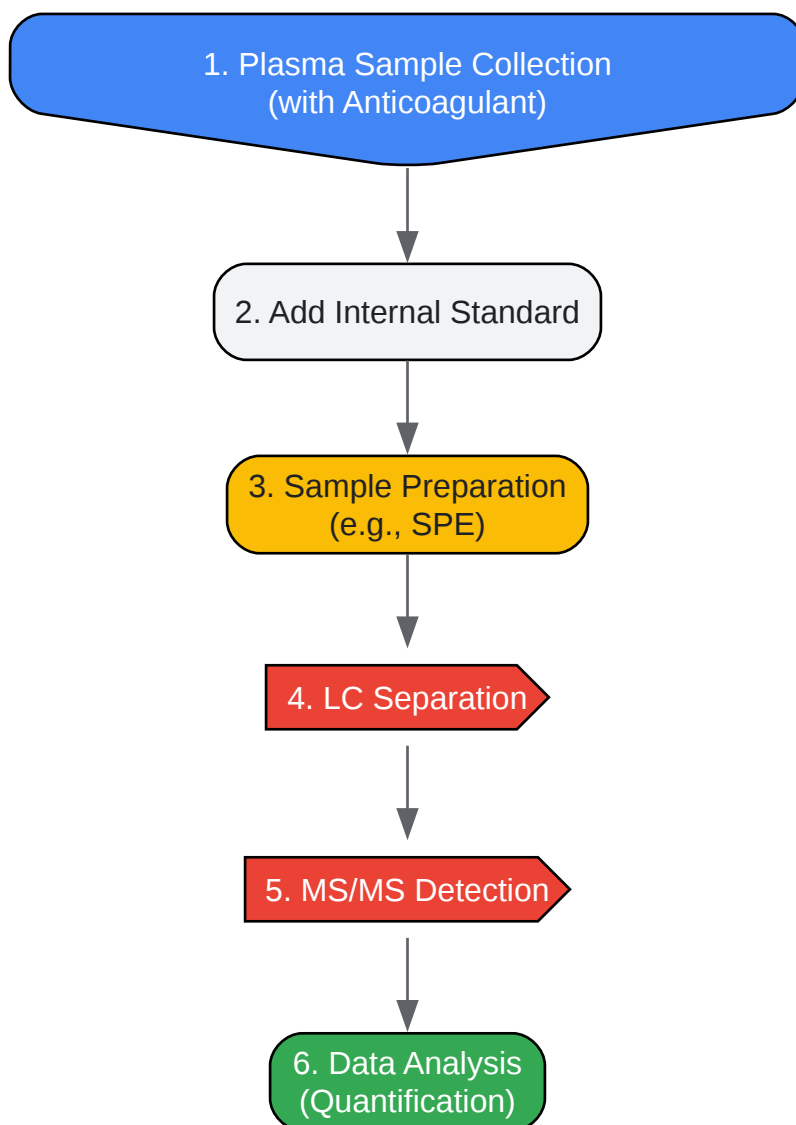 1. Plasma Sample Collection
(with Anticoagulant)
2. Add Internal Standard
3. Sample Preparation
(e.g., SPE)
4. LC Separation
5. MS/MS Detection
6. Data Analysis
(Quantification)